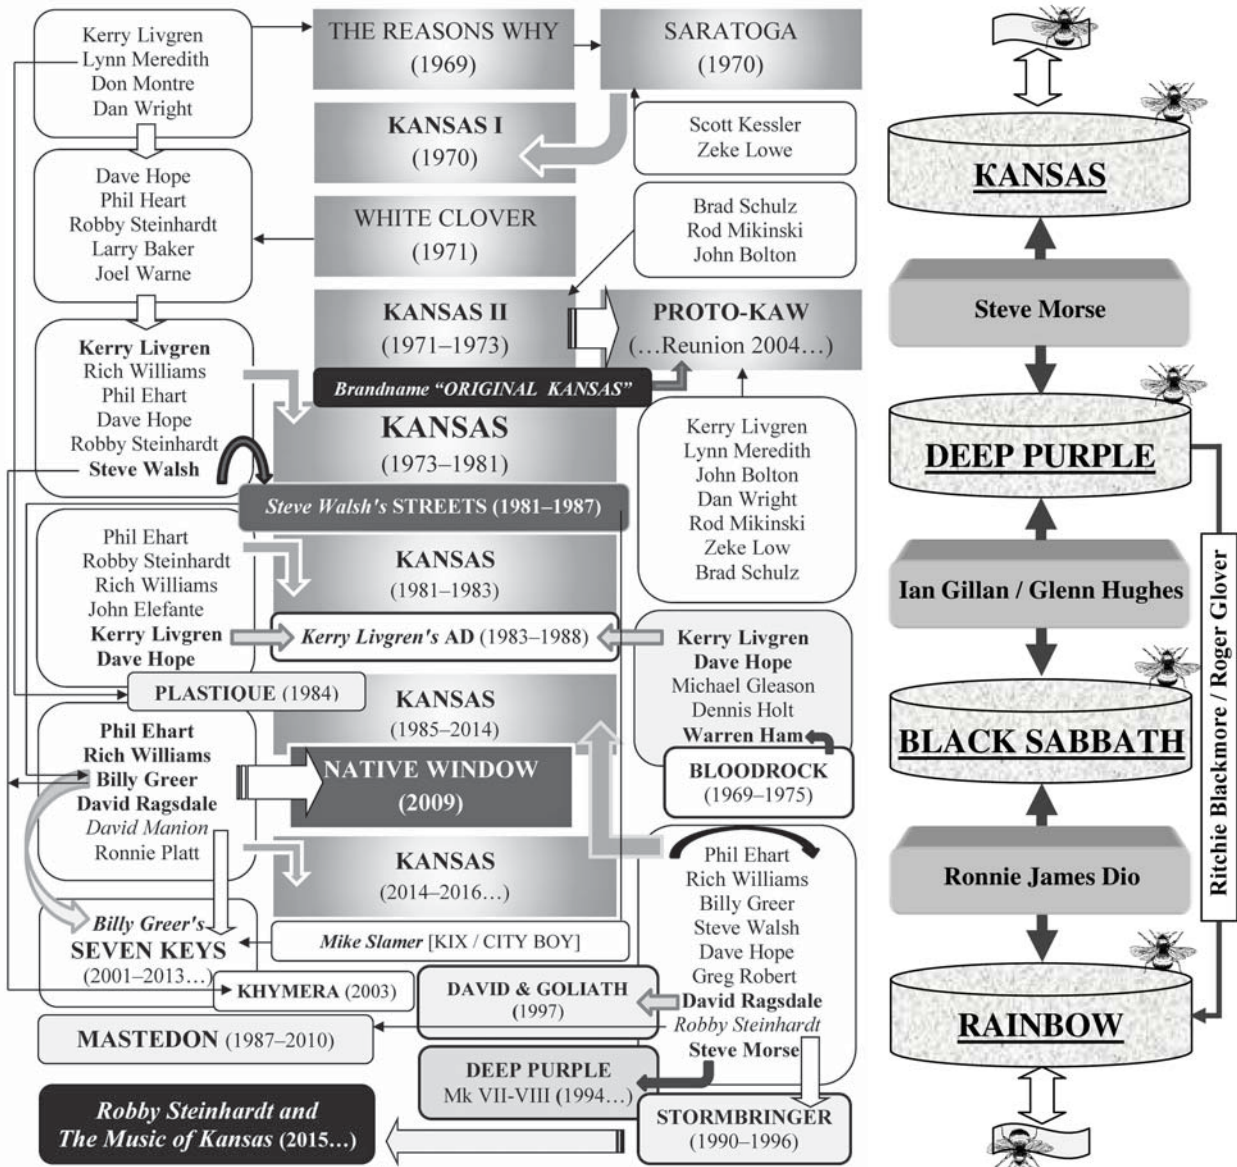 Kerry Livgren
Lynn Meredith
Don Montre
Dan Wright
THE REASONS WHY
(1969)
SARATOGA
(1970)
KANSAS I
(1970)
Scott Kessler
Zeke Lowe
Dave Hope
Phil Heart
Robby Steinhardt
Larry Baker
Joel Warne
WHITE CLOVER
(1971)
Brad Schulz
Rod Mikinski
John Bolton
KANSAS II
(1971–1973)
PROTO-KAW
(…Reunion 2004…)
Brandname “ORIGINAL KANSAS”
Kerry Livgren
Rich Williams
Phil Ehart
Dave Hope
Robby Steinhardt
Steve Walsh
KANSAS
(1973–1981)
Kerry Livgren
Lynn Meredith
John Bolton
Dan Wright
Rod Mikinski
Zeke Low
Brad Schulz
Steve Walsh's STREETS (1981–1987)
Phil Ehart
Robby Steinhardt
Rich Williams
John Elefante
Kerry Livgren
Dave Hope
KANSAS
(1981–1983)
Kerry Livgren's AD (1983–1988)
Kerry Livgren
Dave Hope
Michael Gleason
Dennis Holt
Warren Ham
PLASTIQUE (1984)
KANSAS
(1985–2014)
BLOODROCK
(1969–1975)
Phil Ehart
Rich Williams
Billy Greer
David Ragsdale
David Manion
Ronnie Platt
NATIVE WINDOW
(2009)
KANSAS
(2014–2016…)
Phil Ehart
Rich Williams
Billy Greer
Steve Walsh
Dave Hope
Greg Robert
David Ragsdale
Robby Steinhardt
Steve Morse
Billy Greer's
SEVEN KEYS
(2001–2013…)
Mike Slamer [KIX / CITY BOY]
KHYMERA (2003)
DAVID & GOLIATH
(1997)
MASTEDON (1987–2010)
DEEP PURPLE
Mk VII-VIII (1994…)
STORMBRINGER
(1990–1996)
Robby Steinhardt and
The Music of Kansas (2015…)
KANSAS
Steve Morse
DEEP PURPLE
Ian Gillan / Glenn Hughes
BLACK SABBATH
Ronnie James Dio
RAINBOW
Ritchie Blackmore / Roger Glover